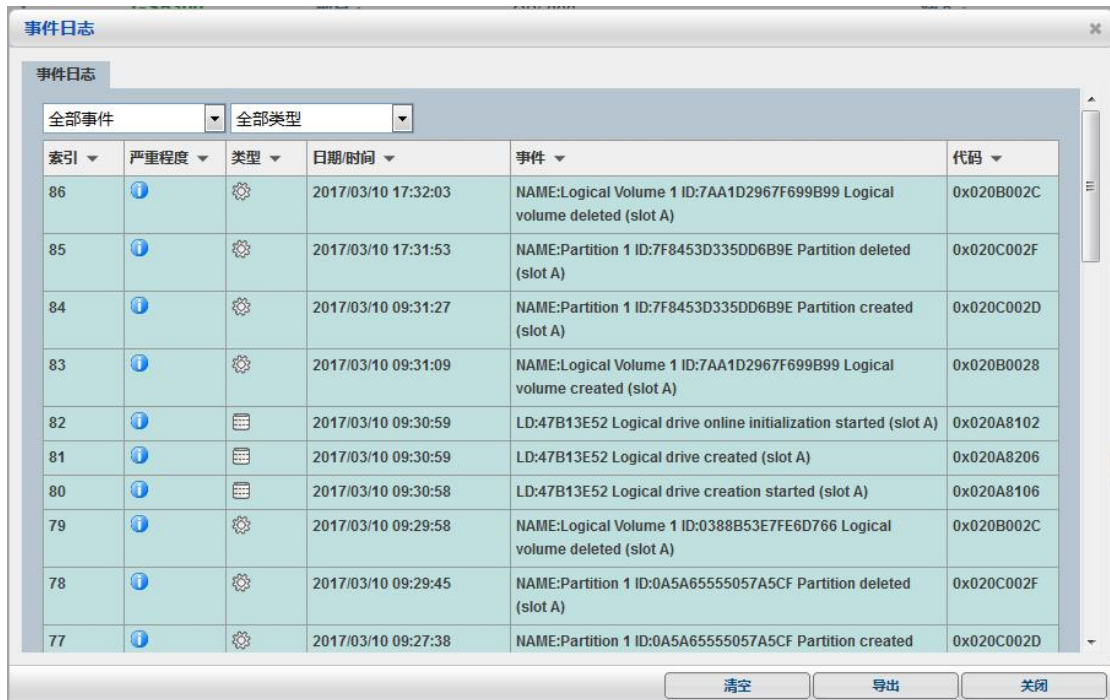 事件日志
事件日志
全部事件 全部类型
索引 严重程度 类型 日期/时间 事件 代码
86 2017/03/10 17:32:03 NAME:Logical Volume 1 ID:7AA1D2967F699B99 Logical 0x020B002C
volume deleted (slot A)
85 2017/03/10 17:31:53 NAME:Partition 1 ID:7F8453D335DD6B9E Partition deleted 0x020C002F
(slot A)
84 2017/03/10 09:31:27 NAME:Partition 1 ID:7F8453D335DD6B9E Partition created 0x020C002D
(slot A)
83 2017/03/10 09:31:09 NAME:Logical Volume 1 ID:7AA1D2967F699B99 Logical 0x020B0028
volume created (slot A)
82 2017/03/10 09:30:59 LD:47B13E52 Logical drive online initialization started (slot A) 0x020A8102
81 2017/03/10 09:30:59 LD:47B13E52 Logical drive created (slot A) 0x020A8206
80 2017/03/10 09:30:58 LD:47B13E52 Logical drive creation started (slot A) 0x020A8106
79 2017/03/10 09:29:58 NAME:Logical Volume 1 ID:0388B53E7FE6D766 Logical 0x020B002C
volume deleted (slot A)
78 2017/03/10 09:29:45 NAME:Partition 1 ID:0A5A65555057A5CF Partition deleted 0x020C002F
(slot A)
77 2017/03/10 09:27:38 NAME:Partition 1 ID:0A5A65555057A5CF Partition created 0x020C002D
清空 导出 关闭